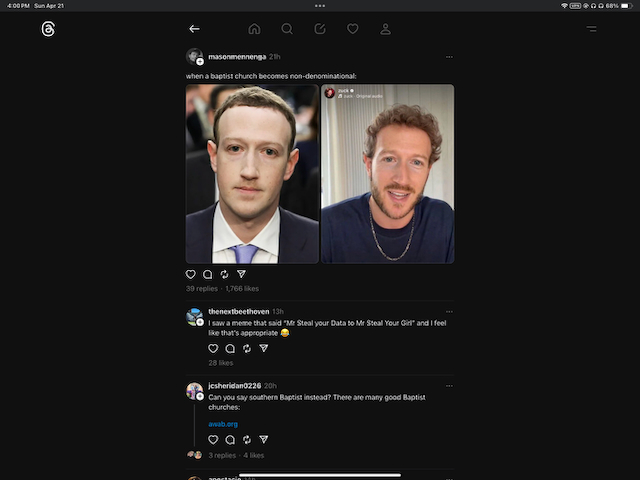 4:00 PM Sun Apr 21
68%
masonmennenga 21h
when a baptist church becomes non-denominational:
zuck
zuck · Original audio
39 replies · 1,766 likes
thenextbeethoven 13h
I saw a meme that said “Mr Steal your Data to Mr Steal Your Girl” and I feel
like that's appropriate 😂
28 likes
jcsheridan0226 20h
Can you say southern Baptist instead? There are many good Baptist
churches:
awab.org
3 replies · 4 likes